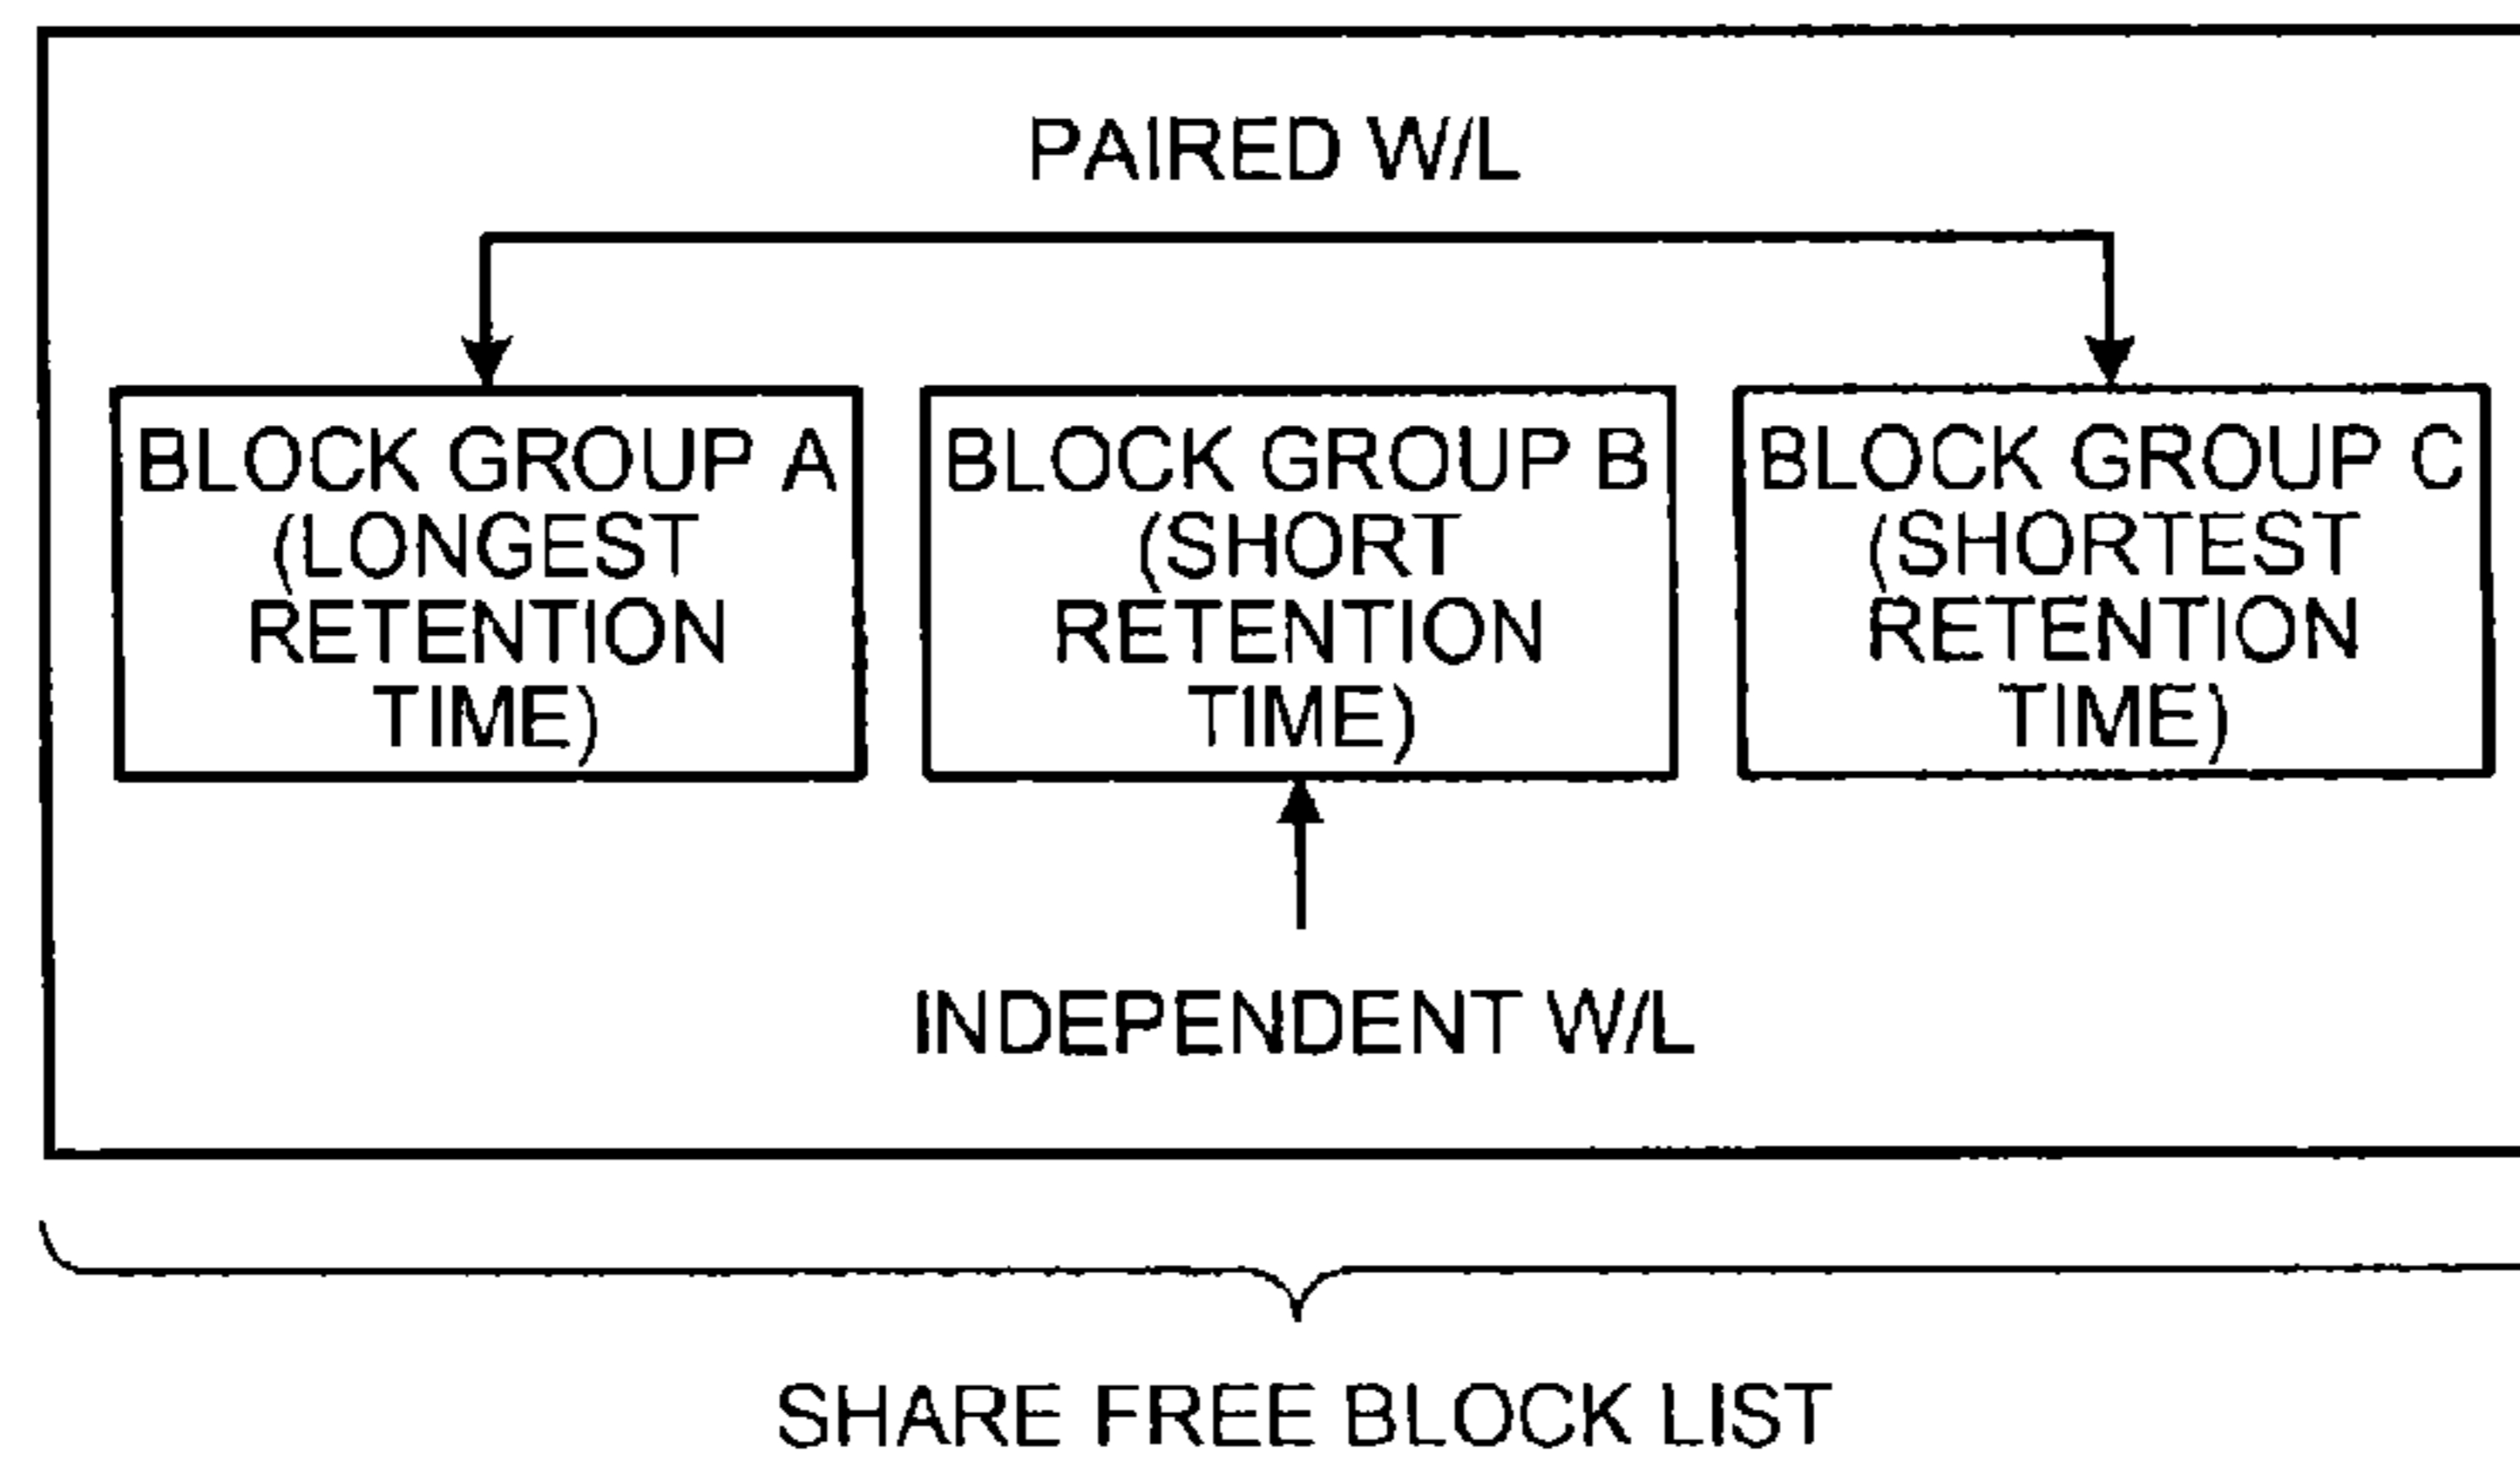 PAIRED W/L
BLOCK GROUP A
(LONGEST
RETENTION
TIME)
BLOCK GROUP B
(SHORT
RETENTION
TIME)
BLOCK GROUP C
(SHORTEST
RETENTION
TIME)
INDEPENDENT W/L
SHARE FREE BLOCK LIST